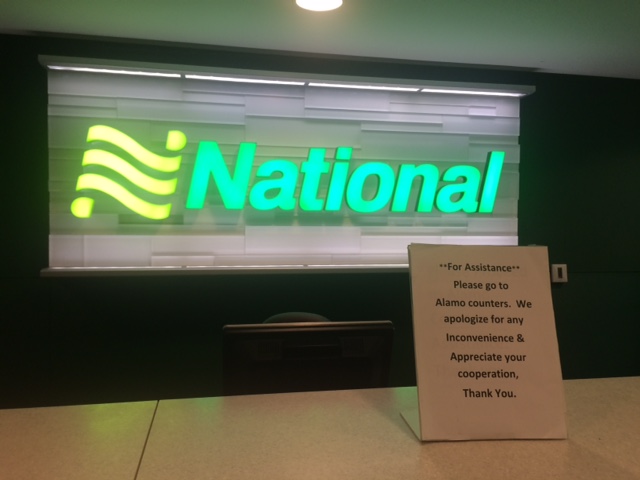 National
**For Assistance**
Please go to
Alamo counters. We
apologize for any
Inconvenience &
Appreciate your
cooperation,
Thank You.